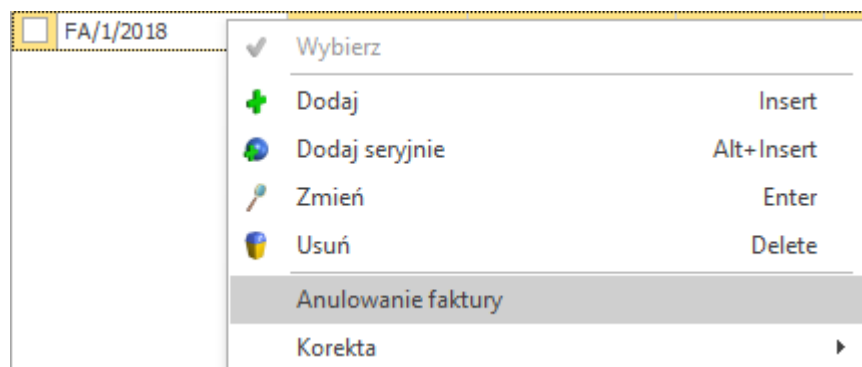 FA/1/2018
Wybierz
Dodaj Insert
Dodaj seryjnie Alt+Insert
Zmień Enter
Usuń Delete
Anulowanie faktury
Korekta